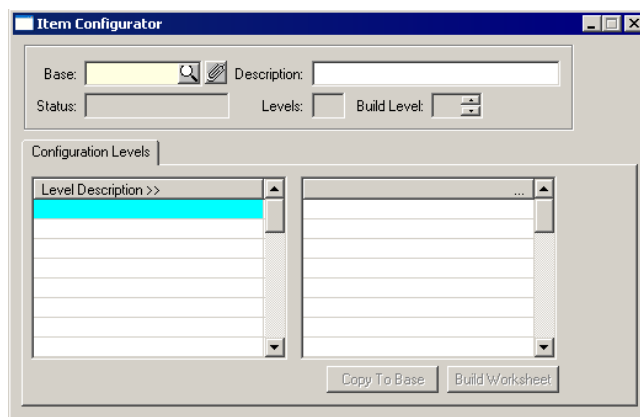 Item Configurator
Base: Description:
Status: Levels: Build Level:
Configuration Levels
Level Description >> ...
Copy To Base Build Worksheet